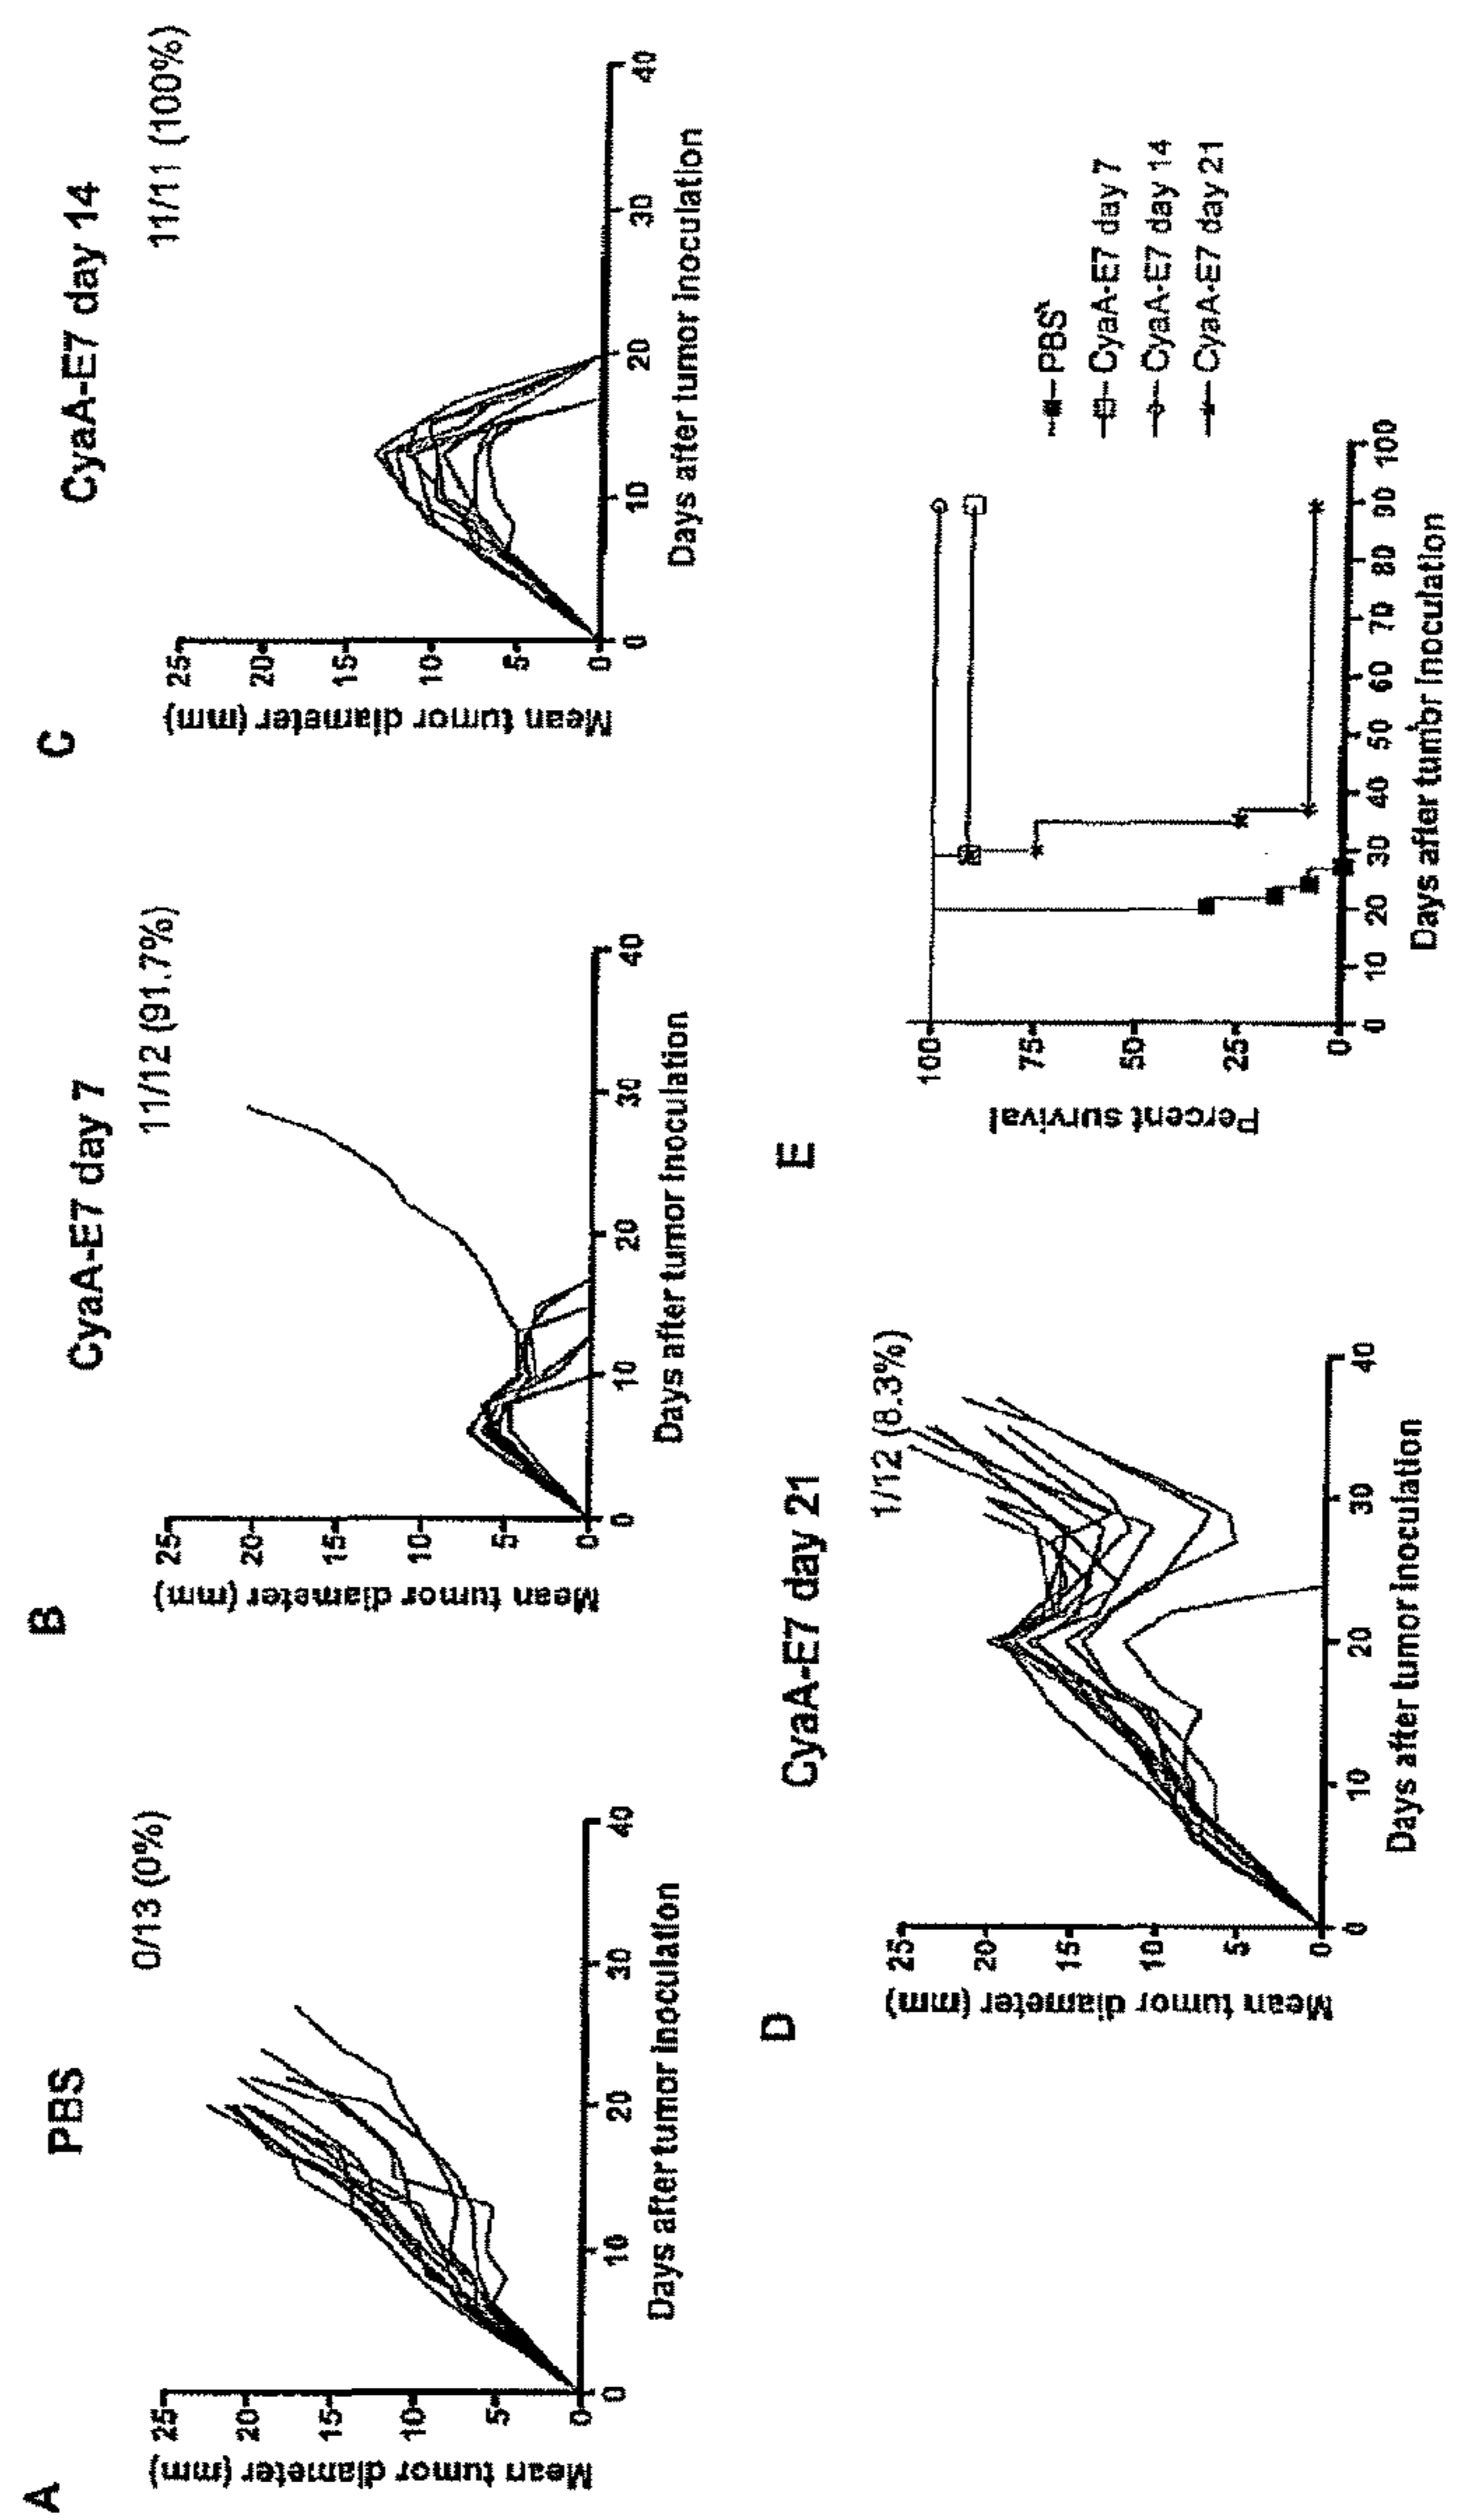 A
PBS
0/13 (0%)
Mean tumor diameter (mm)
25
20
15
10
5
0
0
10
20
30
40
Days after tumor inoculation
B
CyaA-E7 day 7
11/12 (91.7%)
Mean tumor diameter (mm)
25
20
15
10
5
0
0
10
20
30
40
Days after tumor inoculation
C
CyaA-E7 day 14
11/11 (100%)
Mean tumor diameter (mm)
25
20
15
10
5
0
0
10
20
30
40
Days after tumor inoculation
D
CyaA-E7 day 21
1/12 (8.3%)
Mean tumor diameter (mm)
25
20
15
10
5
0
0
10
20
30
40
Days after tumor inoculation
E
Percent survival
100
75
50
25
0
0
10
20
30
40
50
60
70
80
90
100
Days after tumor inoculation
PBS
CyaA-E7 day 7
CyaA-E7 day 14
CyaA-E7 day 21